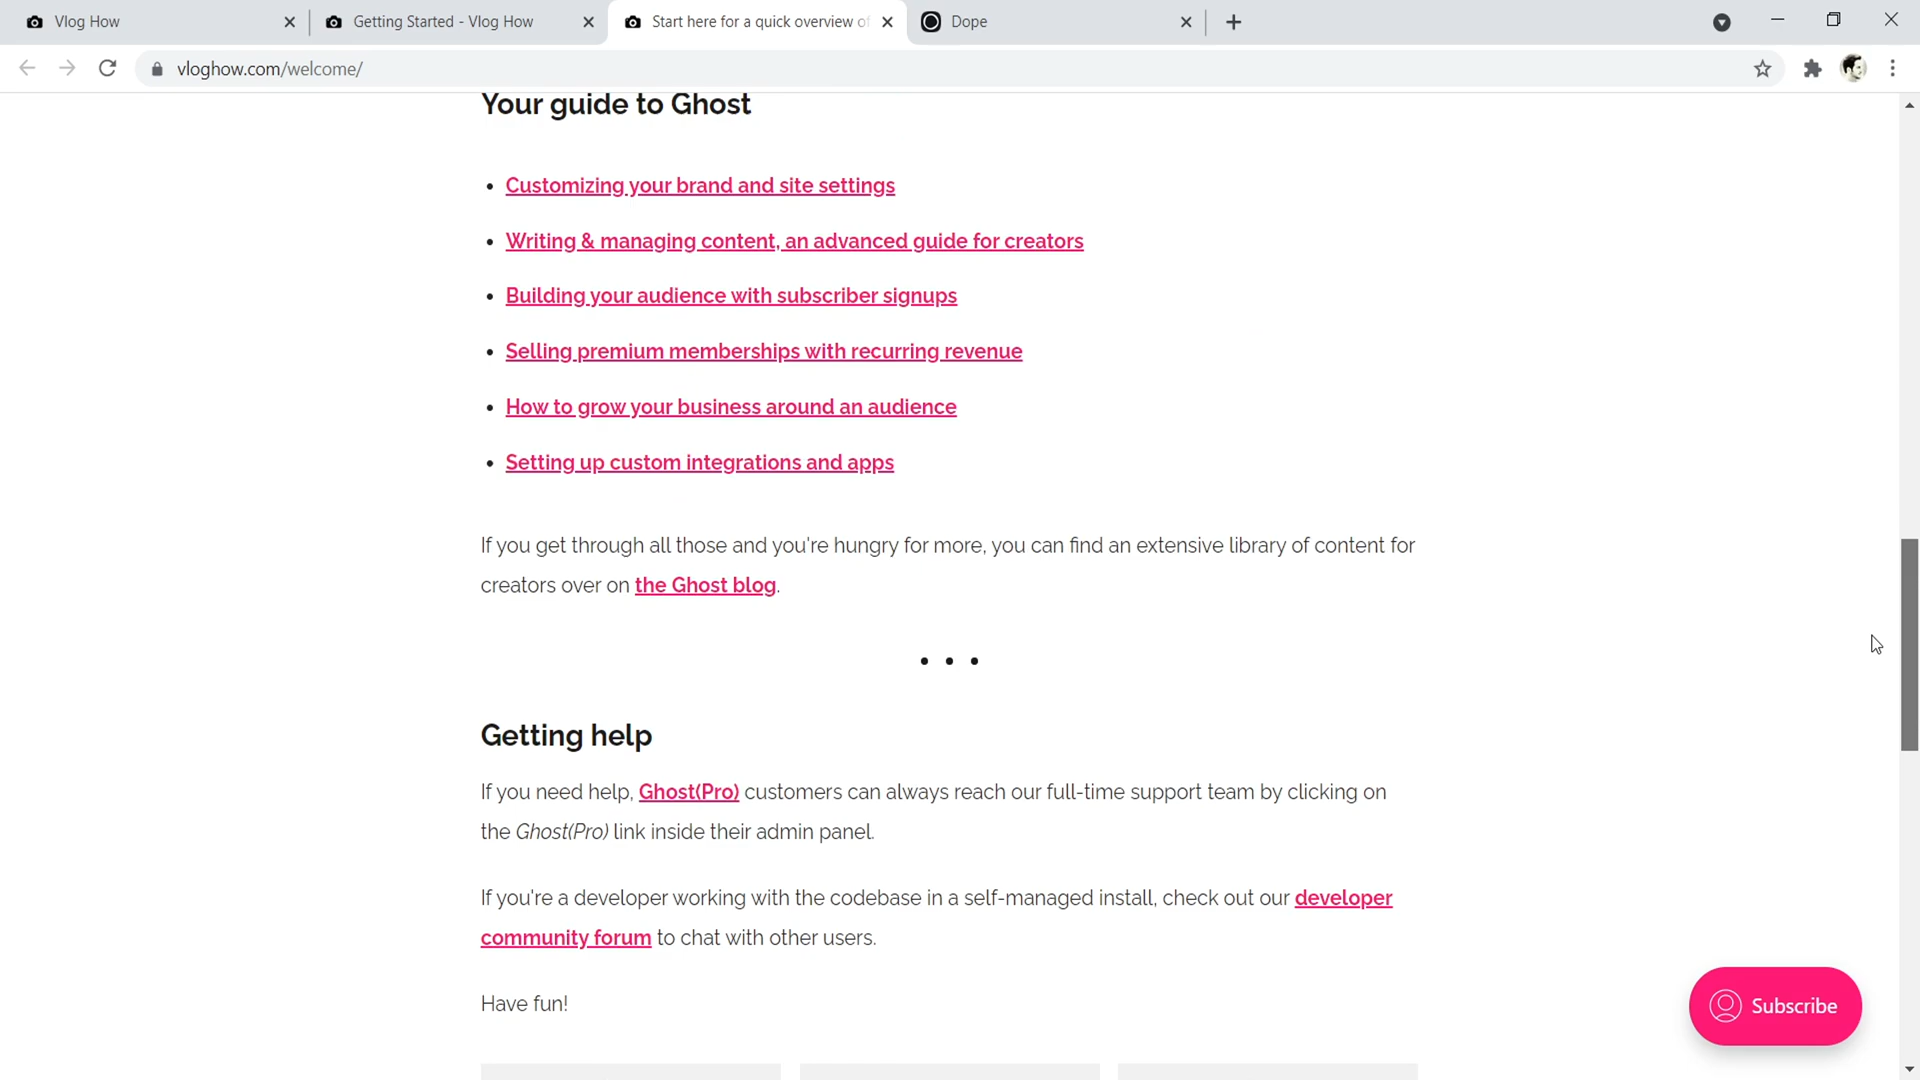 Vlog How
Getting Started - Vlog How
Start here for a quick overview of
Dope
vloghow.com/welcome/
Your guide to Ghost
• Customizing your brand and site settings
• Writing & managing content, an advanced guide for creators
• Building your audience with subscriber signups
• Selling premium memberships with recurring revenue
• How to grow your business around an audience
• Setting up custom integrations and apps
If you get through all those and you're hungry for more, you can find an extensive library of content for
creators over on the Ghost blog.
• • •
Getting help
If you need help, Ghost(Pro) customers can always reach our full-time support team by clicking on
the Ghost(Pro) link inside their admin panel.
If you're a developer working with the codebase in a self-managed install, check out our developer
community forum to chat with other users.
Have fun!
Subscribe